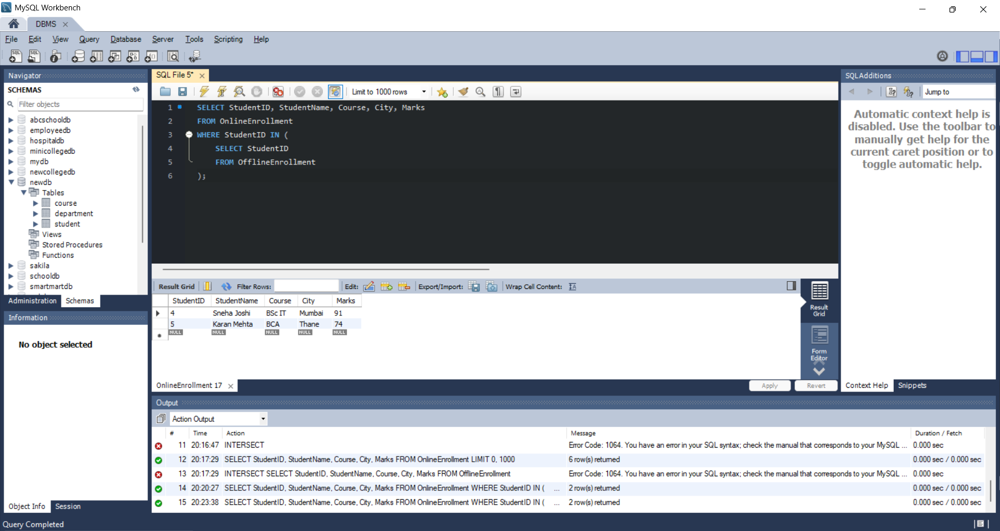 MySQL Workbench
DBMS
File Edit View Query Database Server Tools Scripting Help
Navigator
SCHEMAS
Filter objects
abcschooldb
employeedb
hospitaldb
minicollegedb
mydb
newcollegedb
newdb
Tables
course
department
student
Views
Stored Procedures
Functions
sakila
schooldb
smartmartdb
Administration Schemas
Information
No object selected
Object Info Session
SQL File 5*
Limit to 1000 rows
1 SELECT StudentID, StudentName, Course, City, Marks
2 FROM OnlineEnrollment
3 WHERE StudentID IN (
4 SELECT StudentID
5 FROM OfflineEnrollment
6 );
Result Grid Filter Rows: Edit: Export/Import: Wrap Cell Content:
StudentID StudentName Course City Marks
4 Sneha Joshi BSc IT Mumbai 91
5 Karan Mehta BCA Thane 74
NULL NULL NULL NULL NULL
Result Grid
Form Editor
OnlineEnrollment 17
Apply Revert
SQLAdditions
Jump to
Automatic context help is
disabled. Use the toolbar to
manually get help for the
current caret position or to
toggle automatic help.
Context Help Snippets
Output
Action Output
# Time Action Message Duration / Fetch
11 20:16:47 INTERSECT Error Code: 1064. You have an error in your SQL syntax; check the manual that corresponds to your MySQL ... 0.000 sec
12 20:17:29 SELECT StudentID, StudentName, Course, City, Marks FROM OnlineEnrollment LIMIT 0, 1000 6 row(s) returned 0.000 sec / 0.000 sec
13 20:17:29 INTERSECT SELECT StudentID, StudentName, Course, City, Marks FROM OfflineEnrollment Error Code: 1064. You have an error in your SQL syntax; check the manual that corresponds to your MySQL ... 0.000 sec
14 20:20:27 SELECT StudentID, StudentName, Course, City, Marks FROM OnlineEnrollment WHERE StudentID IN ( ... 2 row(s) returned 0.000 sec / 0.000 sec
15 20:23:38 SELECT StudentID, StudentName, Course, City, Marks FROM OnlineEnrollment WHERE StudentID IN ( ... 2 row(s) returned 0.000 sec / 0.000 sec
Query Completed